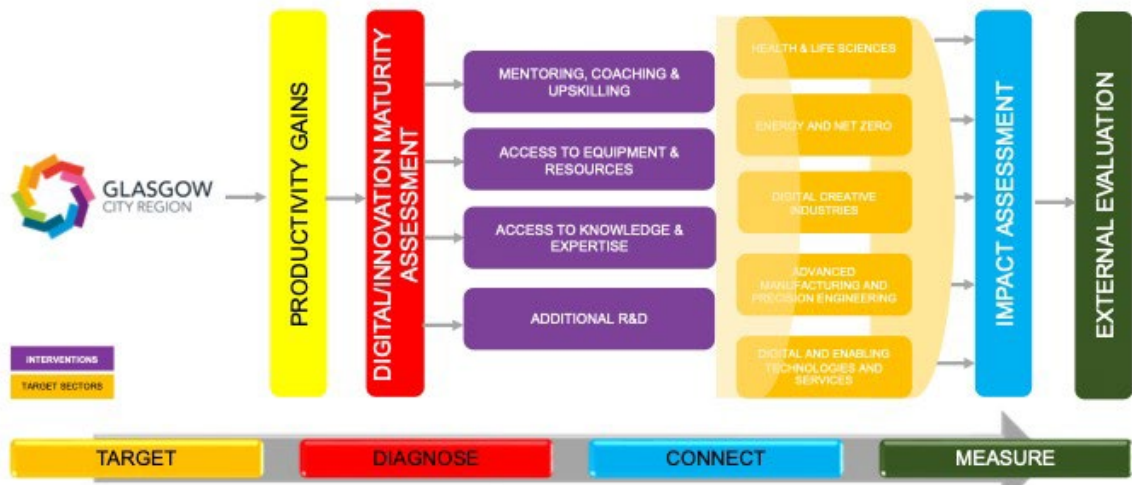 GLASGOW
CITY REGION
PRODUCTIVITY GAINS
DIGITAL/INNOVATION MATURITY
ASSESSMENT
MENTORING, COACHING &
UPSKILLING
ACCESS TO EQUIPMENT &
RESOURCES
ACCESS TO KNOWLEDGE &
EXPERTISE
ADDITIONAL R&D
HEALTH & LIFE SCIENCES
ENERGY AND NET ZERO
DIGITAL CREATIVE
INDUSTRIES
ADVANCED
MANUFACTURING AND
PRECISION ENGINEERING
DIGITAL AND ENABLING
TECHNOLOGIES AND
SERVICES
IMPACT ASSESSMENT
EXTERNAL EVALUATION
INTERVENTIONS
TARGET SECTORS
TARGET
DIAGNOSE
CONNECT
MEASURE